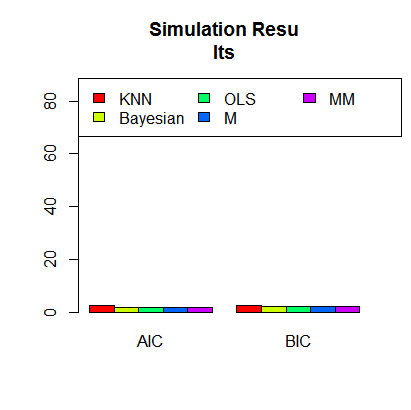 Simulation Resu
lts
KNN OLS MM
Bayesian M
80
60
40
20
0
AIC BIC